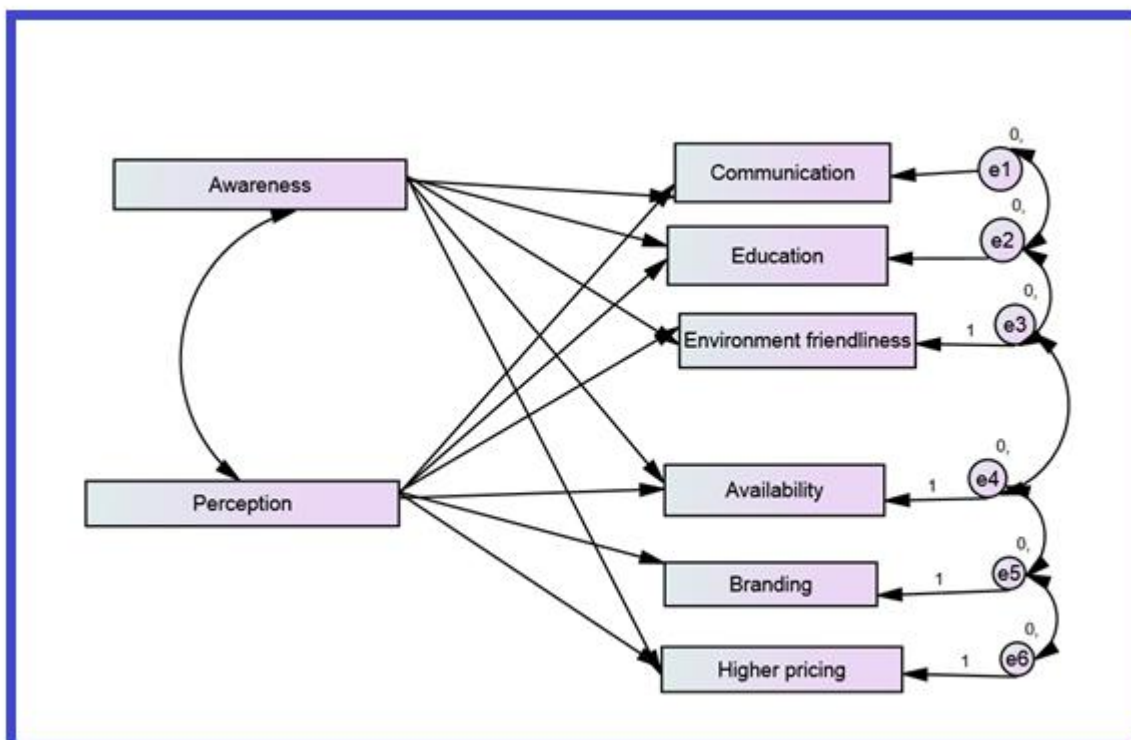 0,
Awareness
Communication
e1
0,
e2
Education
0,
Environment friendliness
1
e3
0,
Perception
Availability
1
e4
0,
Branding
1
e5
0,
Higher pricing
1
e6